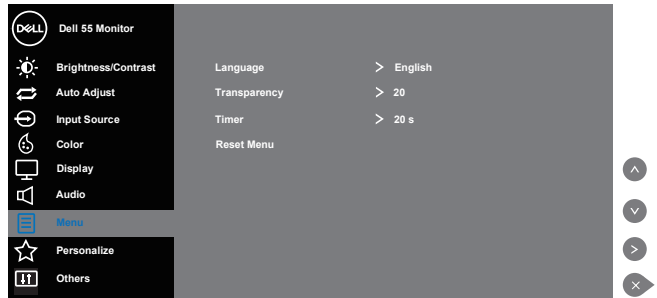 DELL Dell 55 Monitor
Brightness/Contrast Language > English
Auto Adjust Transparency > 20
Input Source Timer > 20 s
Color Reset Menu
Display
Audio
Menu
Personalize
Others